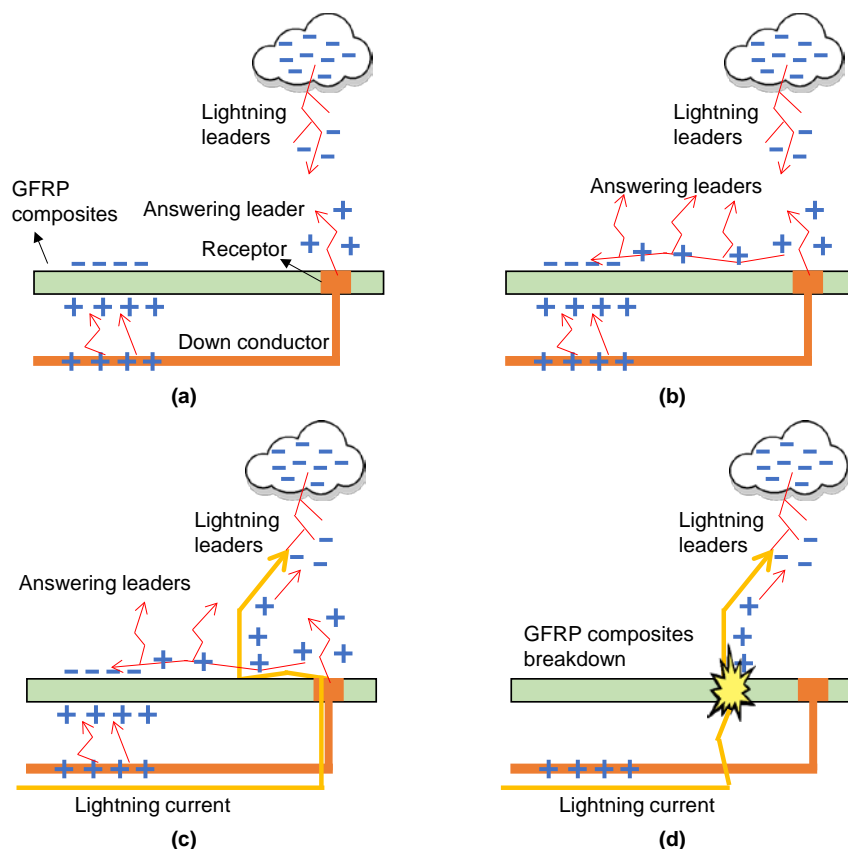 Lightning
leaders
GFRP
composites
Answering leader
Receptor
Down conductor
(a)
Lightning
leaders
Answering leaders
(b)
Lightning
leaders
Answering leaders
Lightning current
(c)
Lightning
leaders
GFRP composites
breakdown
Lightning current
(d)